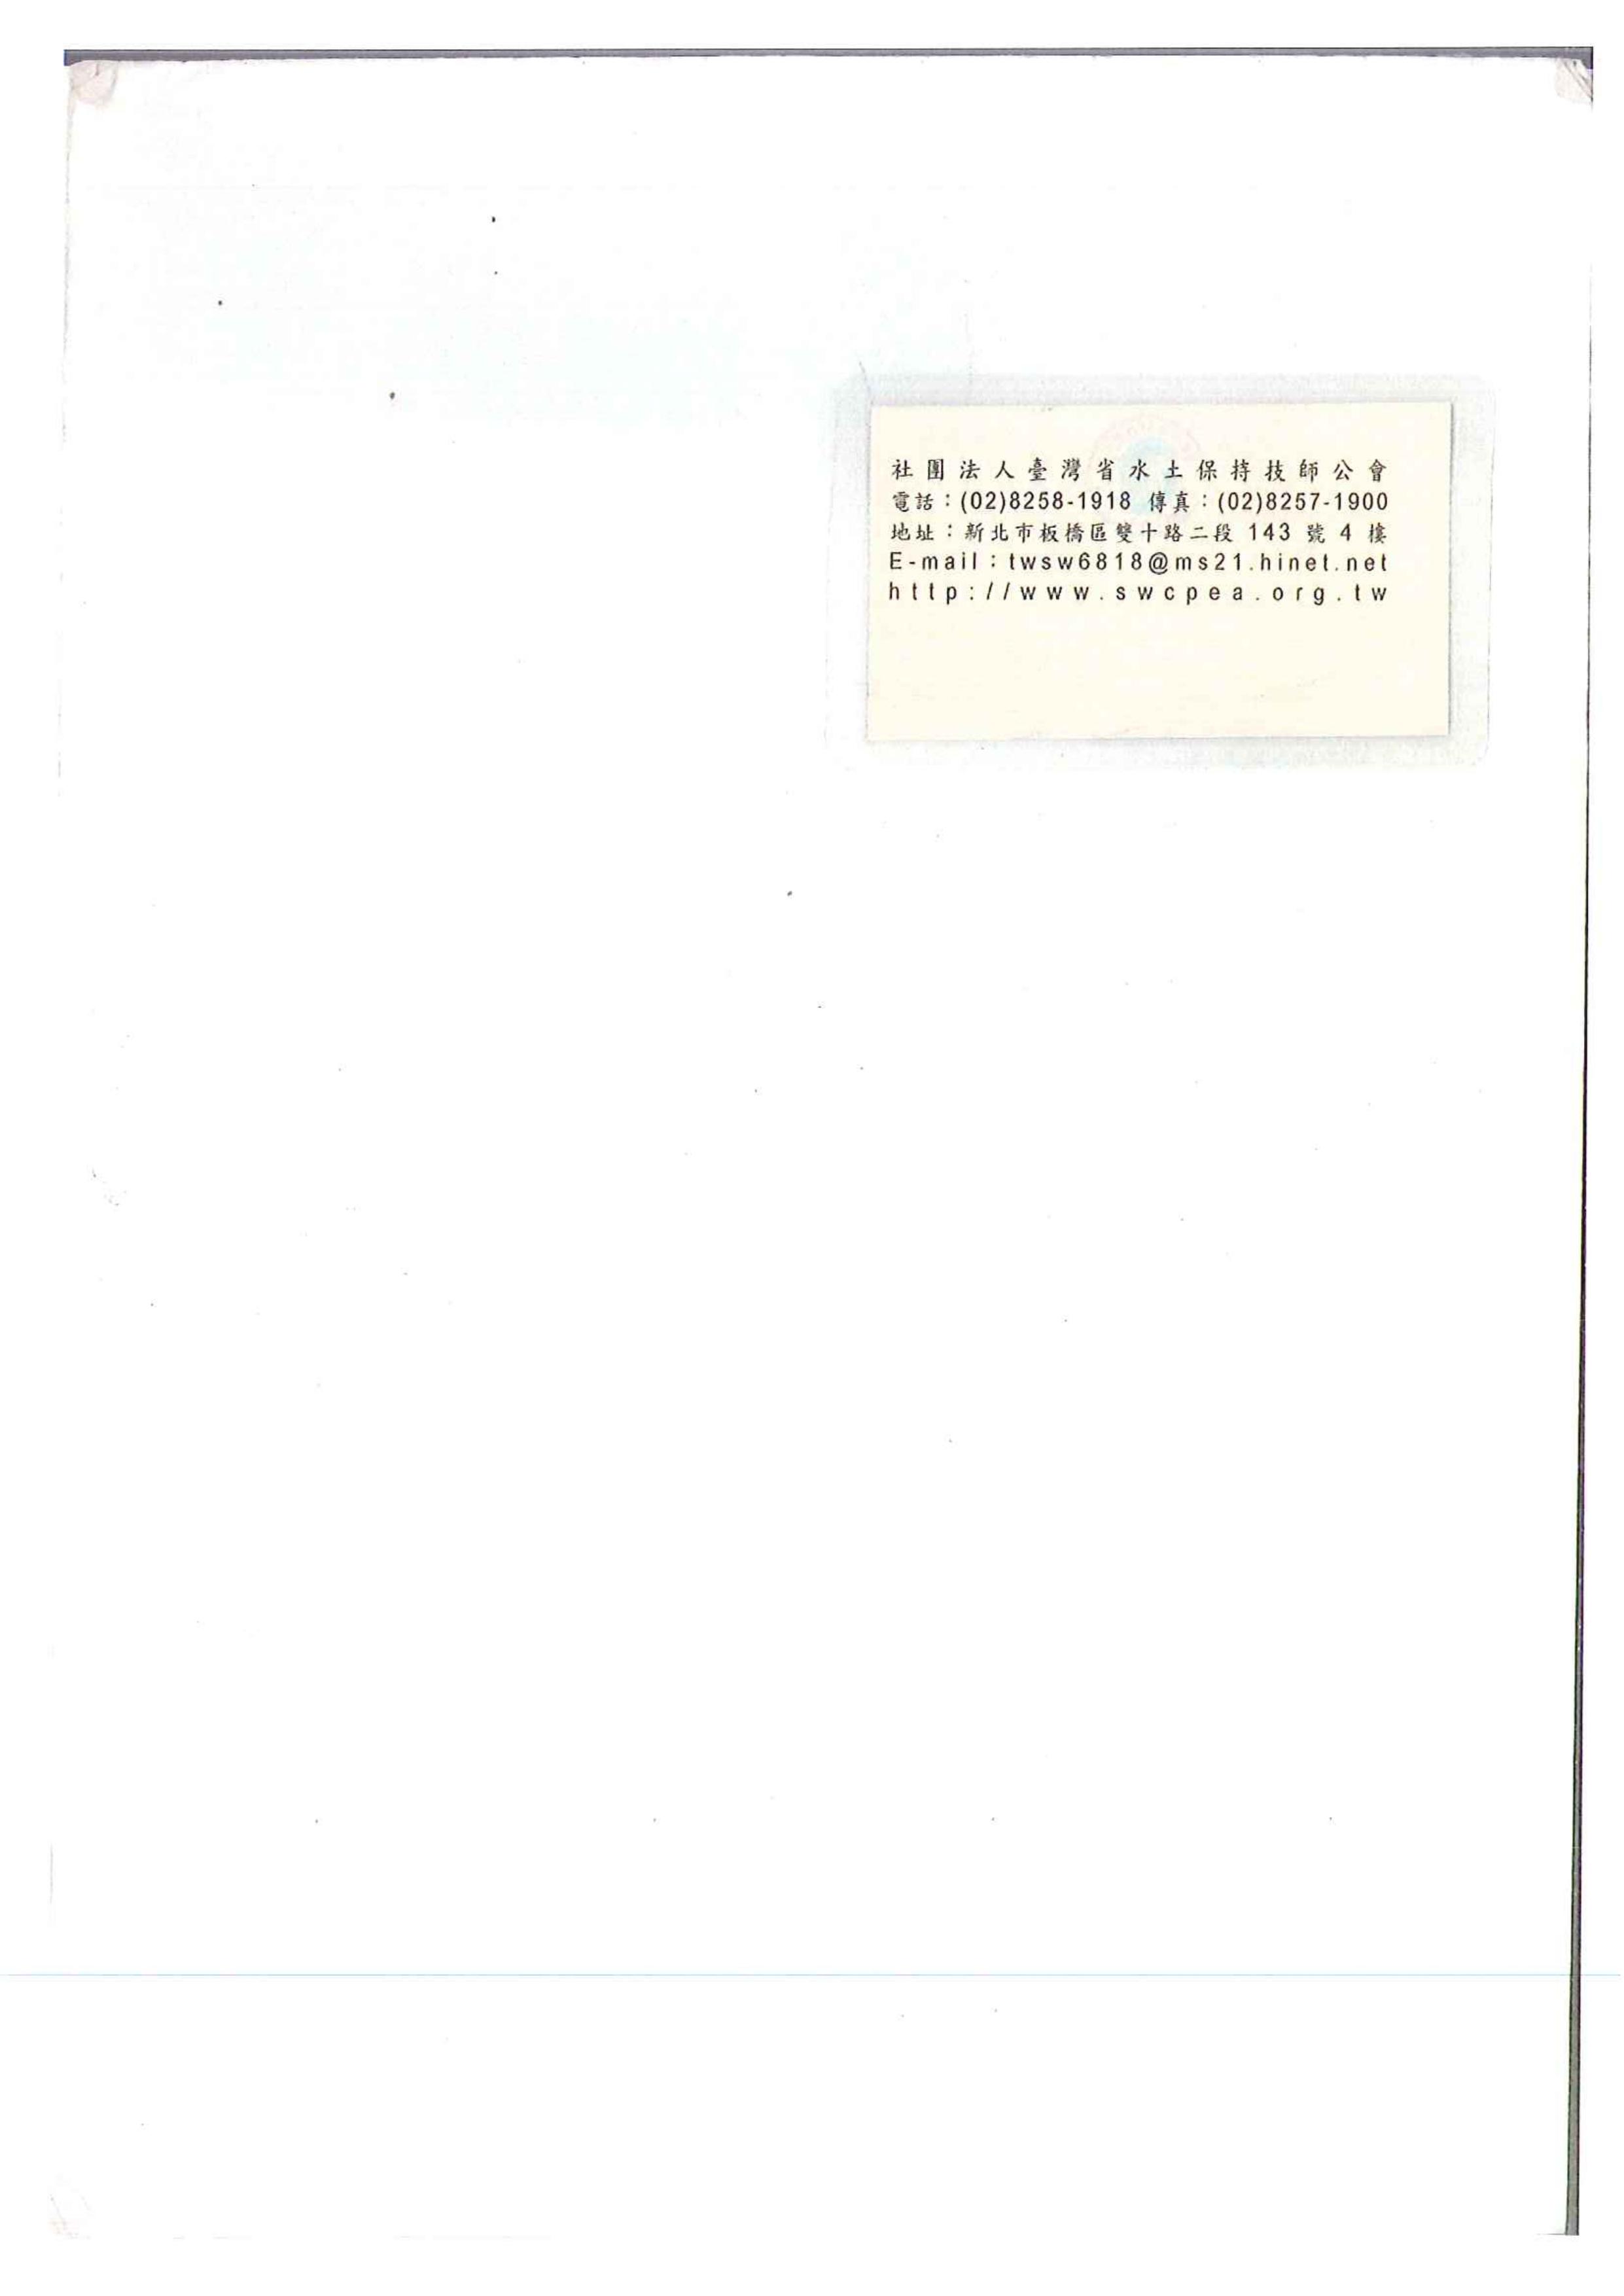 社團法人臺灣省水土保持技師公會
電話：(02)8258-1918 傳真：(02)8257-1900
地址：新北市板橋區雙十路二段 143 號 4 樓
E-mail：twsw6818@ms21.hinet.net
http://www.swcpea.org.tw